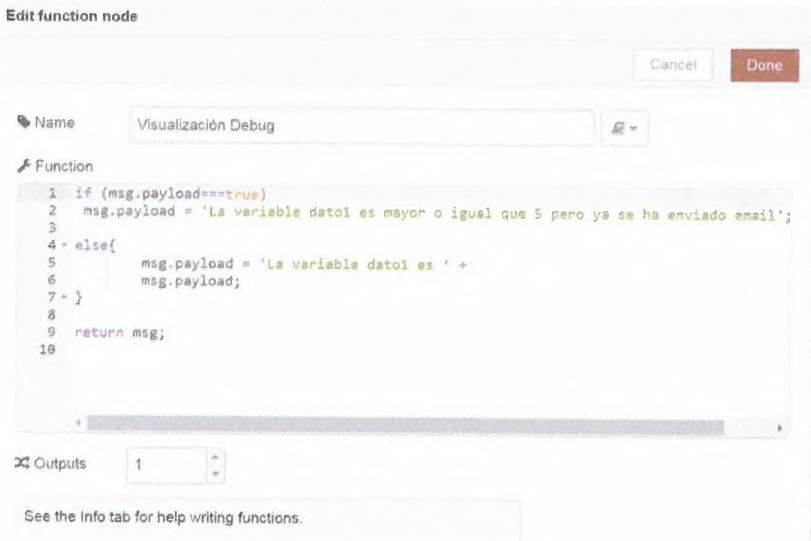 Edit function node
Cancel Done
Name Visualización Debug
Function
1 if (msg.payload===true)
2 msg.payload = 'La variable dato1 es mayor o igual que 5 pero ya se ha enviado email';
3
4 else{
5 msg.payload = 'La variable dato1 es ' +
6 msg.payload;
7 }
8
9 return msg;
10
Outputs 1
See the Info tab for help writing functions.